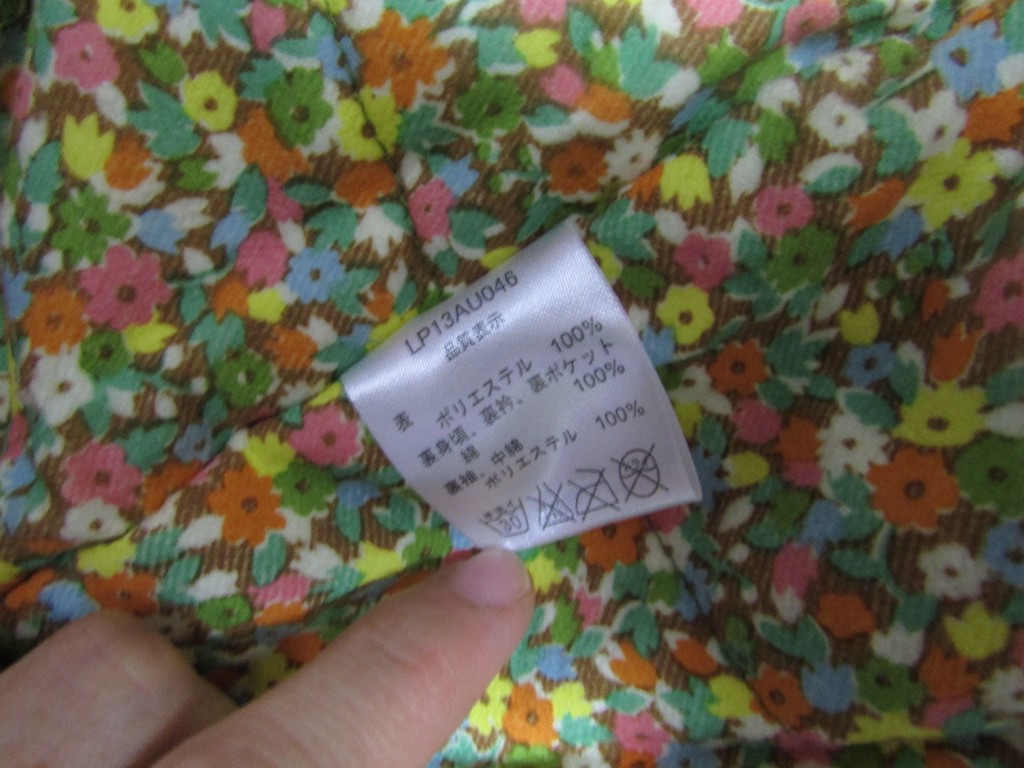 LP13AU046
品質表示
表 ポリエステル 100%
裏身頃、裏衿、裏ポケット
綿 100%
裏袖、中綿
ポリエステル 100%
30